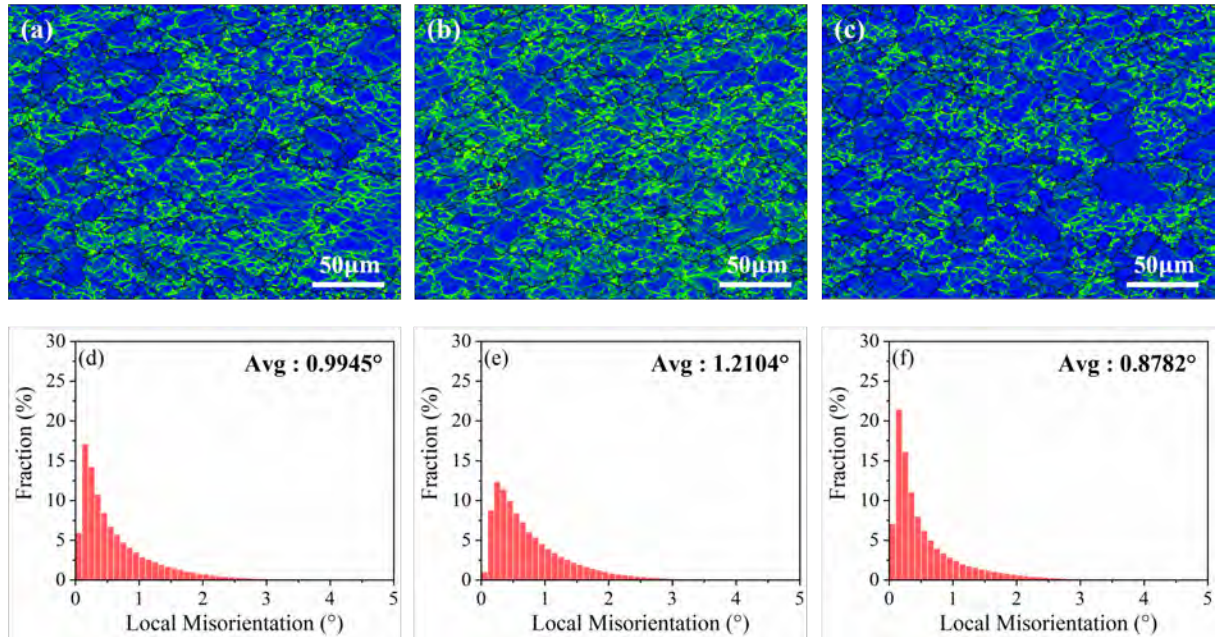 (a) (b) (c)
50μm 50μm 50μm
(d) Avg : 0.9945°
30
25
20
15
10
5
0
Fraction (%)
0 1 2 3 4 5
Local Misorientation (°)
(e) Avg : 1.2104°
30
25
20
15
10
5
0
Fraction (%)
0 1 2 3 4 5
Local Misorientation (°)
(f) Avg : 0.8782°
30
25
20
15
10
5
0
Fraction (%)
0 1 2 3 4 5
Local Misorientation (°)